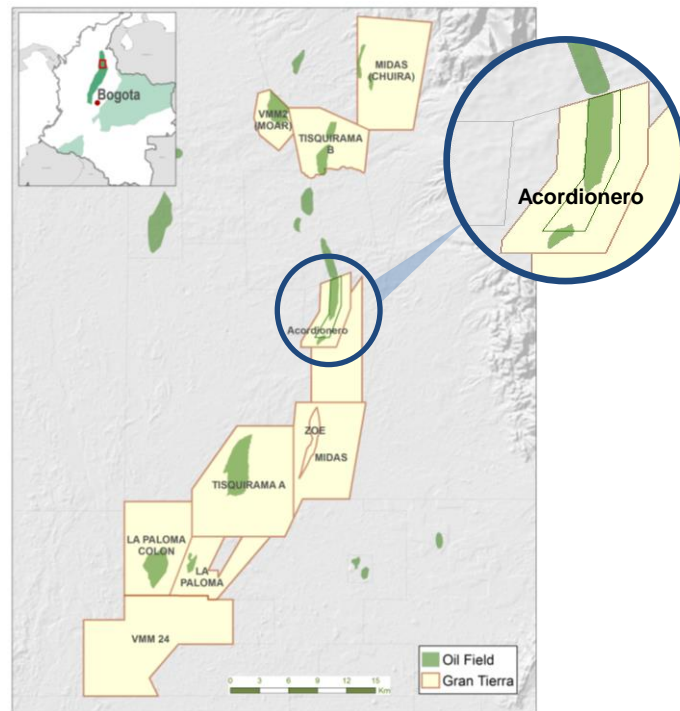 Bogota
MIDAS
(CHUIRA)
VMM2
(MOAR)
TISQUIRAMA
B
Acordionero
Acordionero
ZOE
MIDAS
TISQUIRAMA A
LA PALOMA
COLON
LA
PALOMA
VMM 24
Oil Field
Gran Tierra
0 3 6 9 12 15
Km